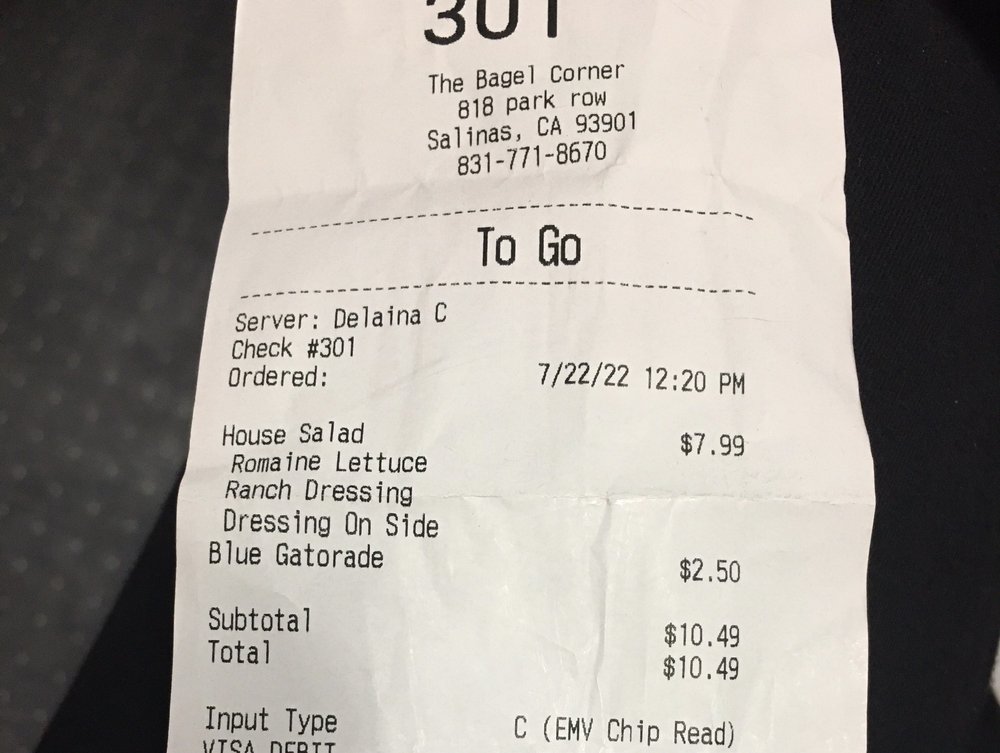 301
The Bagel Corner
818 park row
Salinas, CA 93901
831-771-8670
To Go
Server: Delaina C
Check #301
Ordered: 7/22/22 12:20 PM
House Salad $7.99
Romaine Lettuce
Ranch Dressing
Dressing On Side
Blue Gatorade $2.50
Subtotal $10.49
Total $10.49
Input Type C (EMV Chip Read)
VISA DEBIT